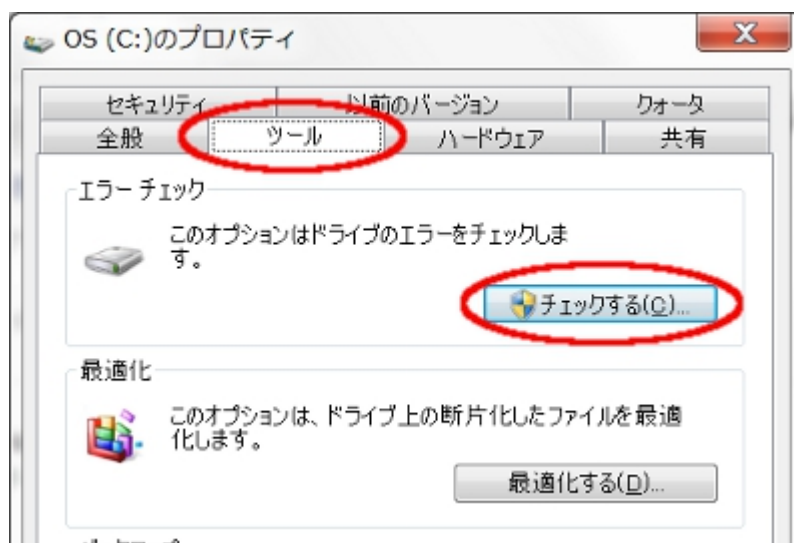 OS (C:)のプロパティ
セキュリティ 以前のバージョン クォータ
全般 ツール ハードウェア 共有
エラー チェック
このオプションはドライブのエラーをチェックしま
す。
チェックする(C)...
最適化
このオプションは、ドライブ上の断片化したファイルを最適
化します。
最適化する(D)...